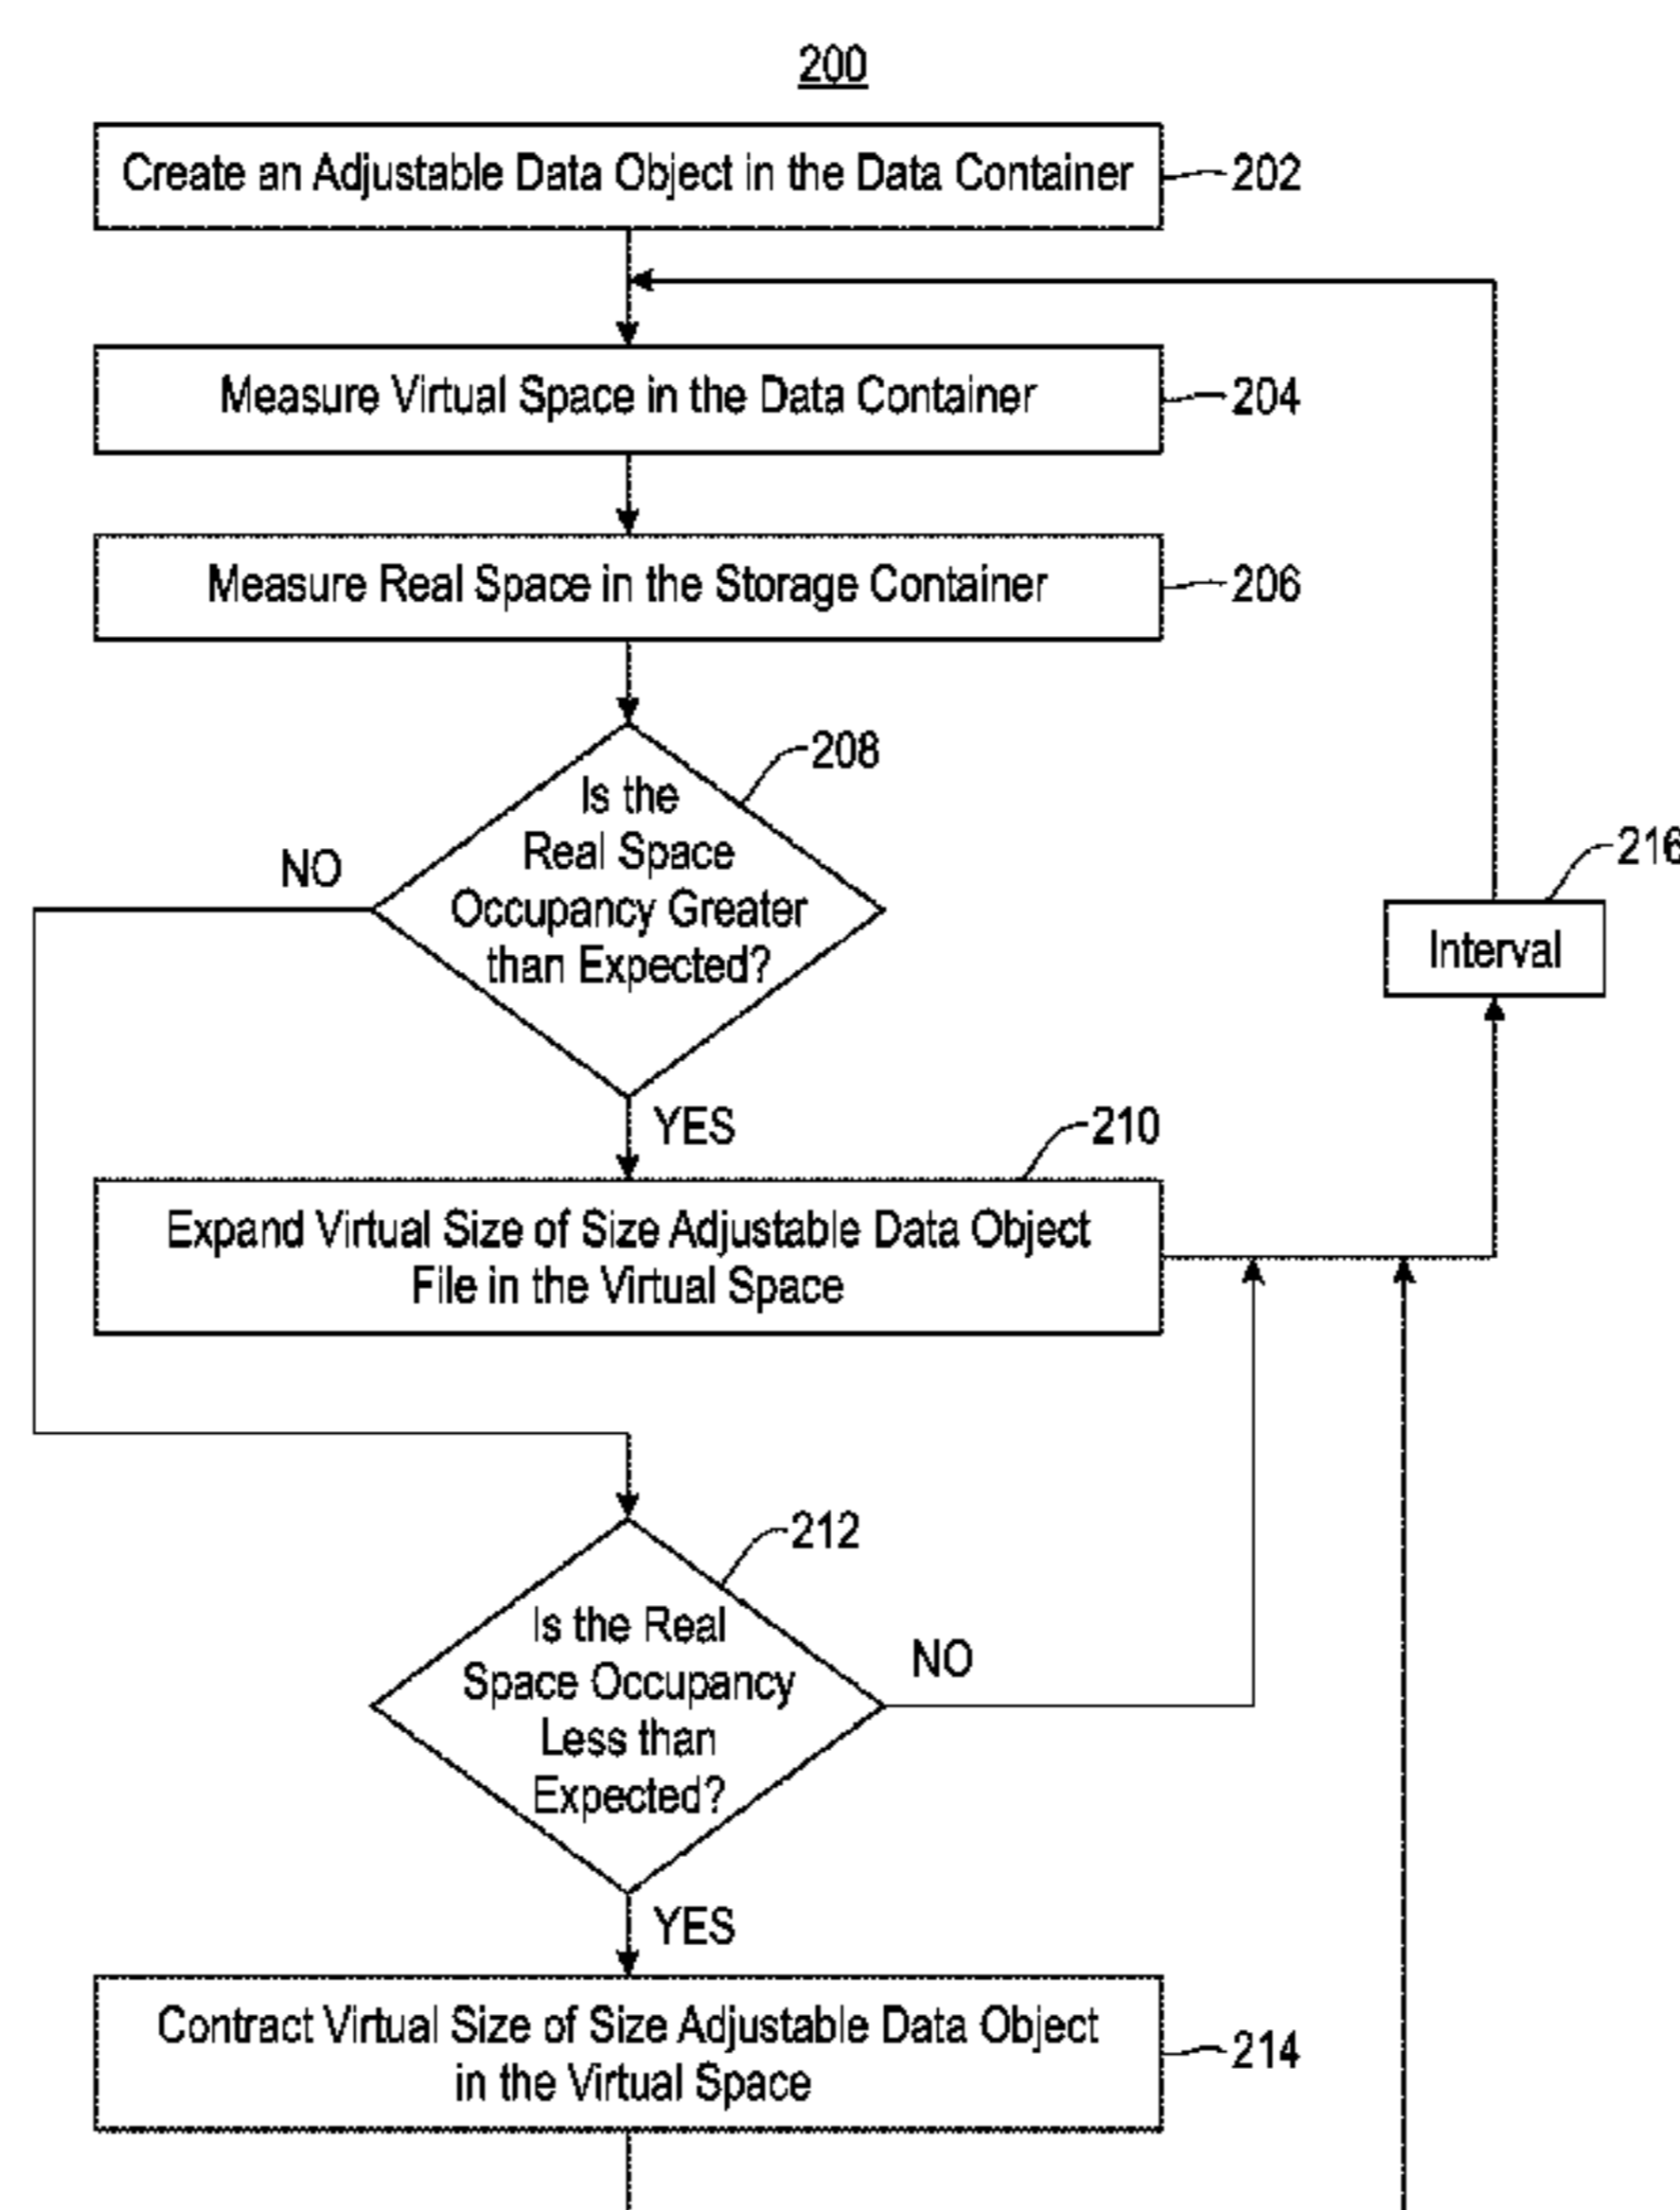 200
Create an Adjustable Data Object in the Data Container
202
Measure Virtual Space in the Data Container
204
Measure Real Space in the Storage Container
206
208
Is the
Real Space
Occupancy Greater
than Expected?
NO
216
Interval
YES
210
Expand Virtual Size of Size Adjustable Data Object
File in the Virtual Space
212
Is the Real
Space Occupancy
Less than
Expected?
NO
YES
Contract Virtual Size of Size Adjustable Data Object
in the Virtual Space
214